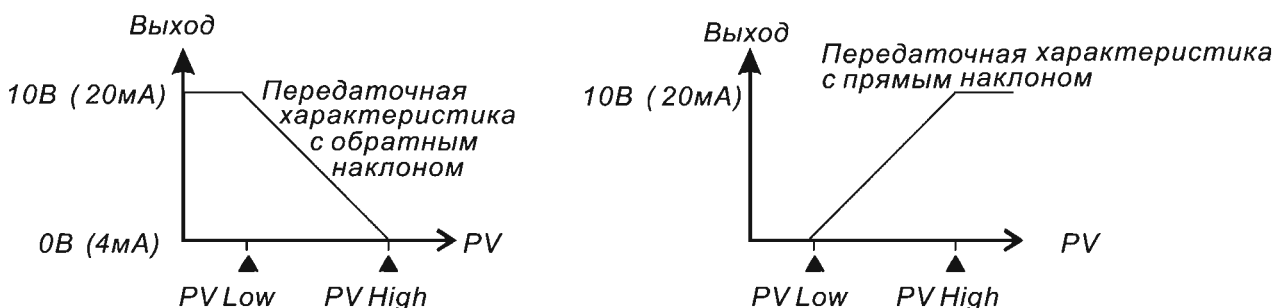 Выход
10В (20мА)
Передаточная
характеристика
с обратным
наклоном
0В (4мА)
PV
PV Low
PV High
Выход
Передаточная характеристика
с прямым наклоном
10В (20мА)
PV
PV Low
PV High